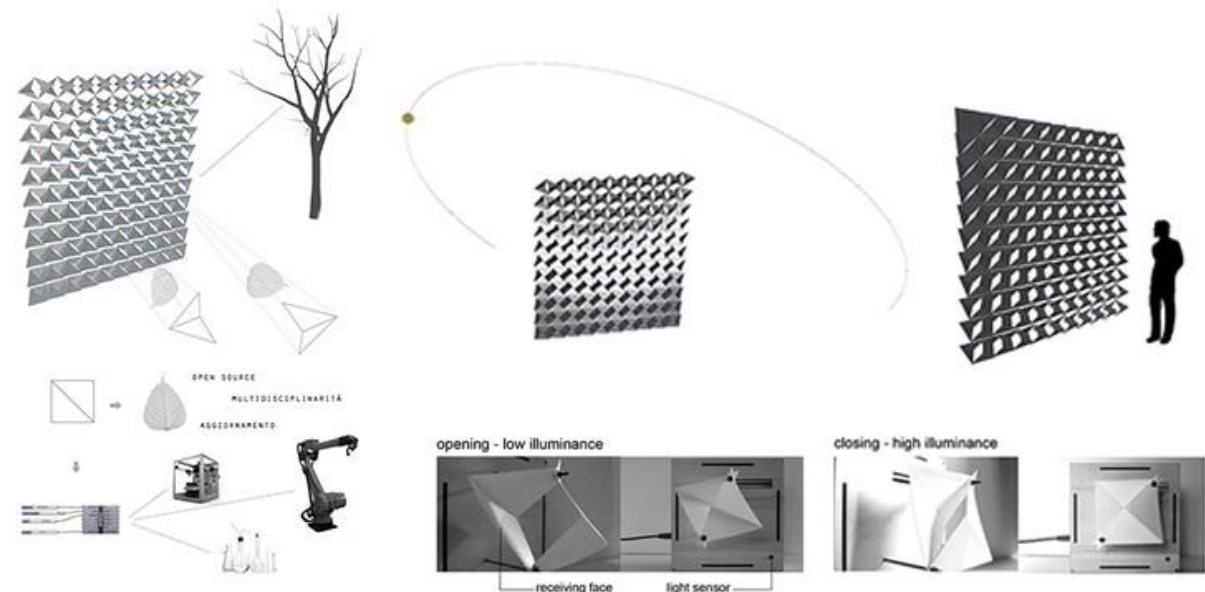 OPEN SOURCE
MULTIDISCIPLINARITÀ
AGGIORNAMENTO
opening - low illuminance
closing - high illuminance
receiving face
light sensor